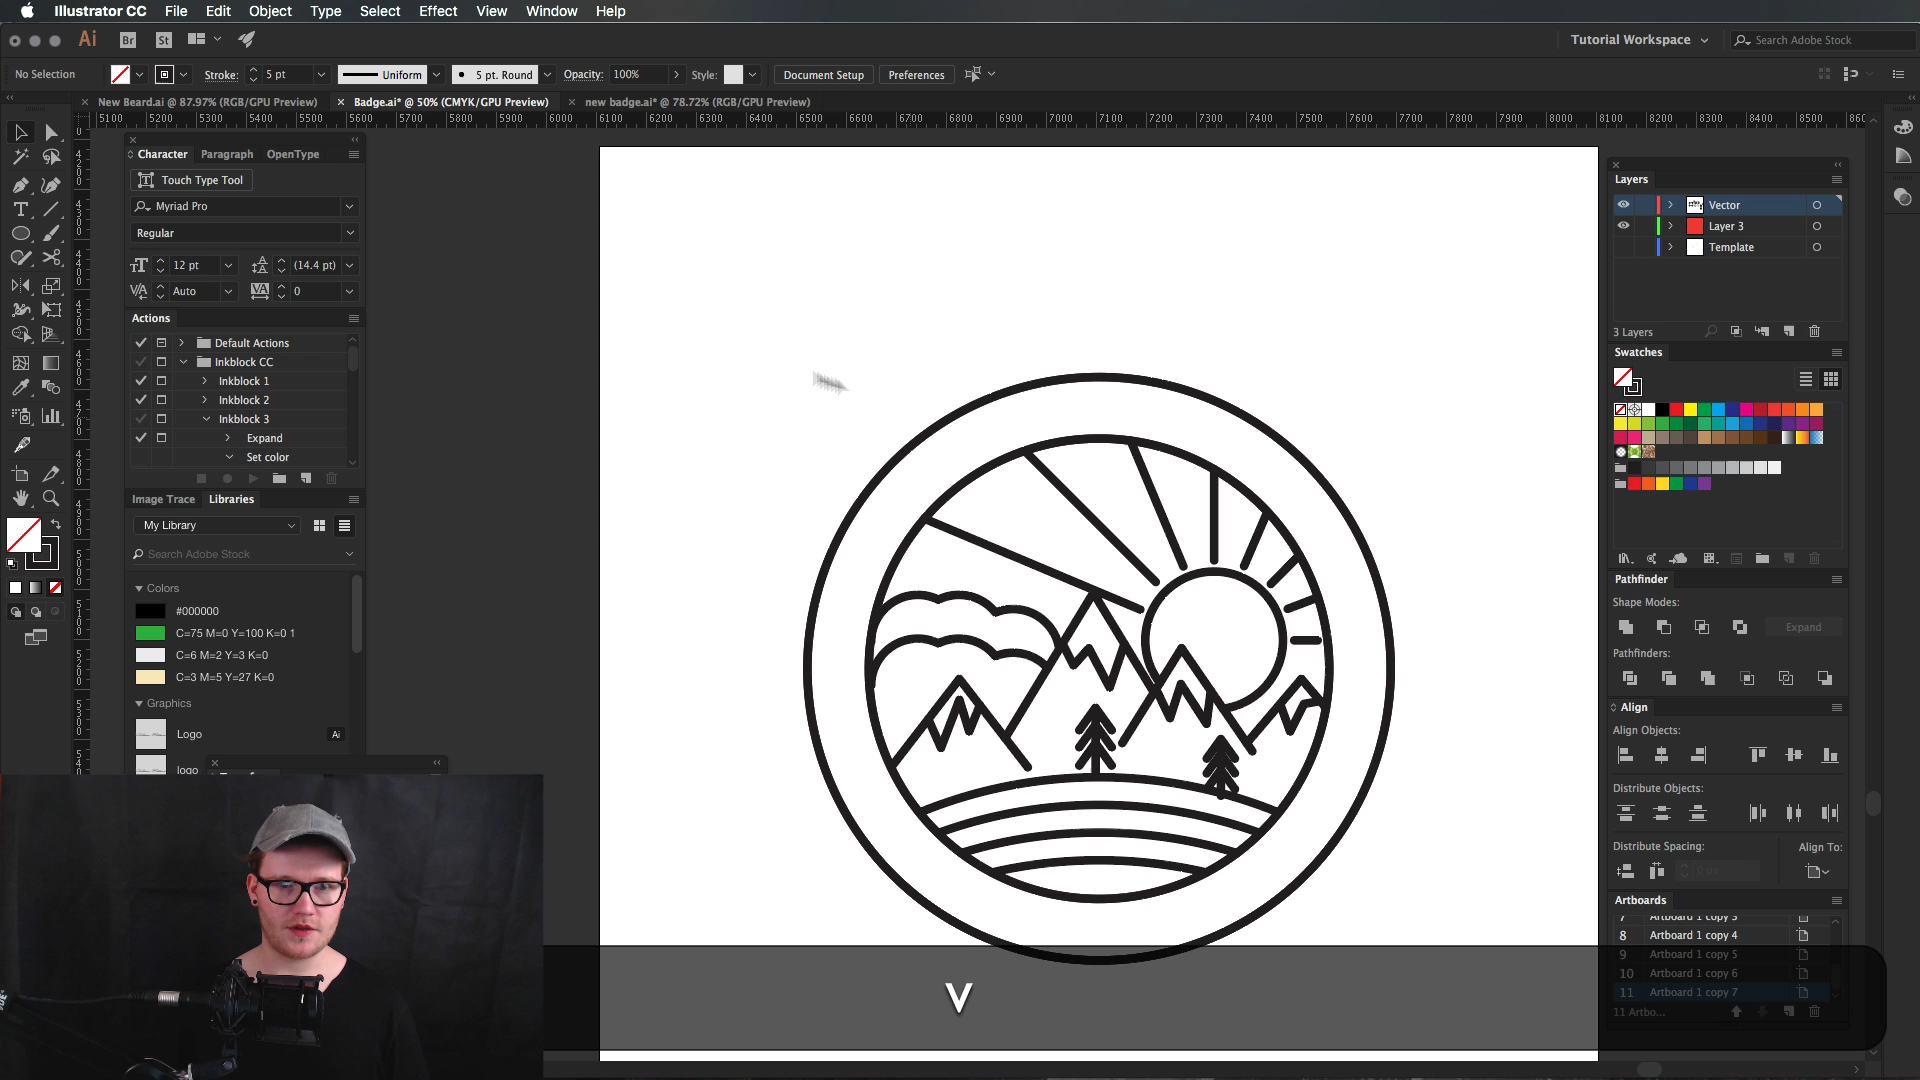 Illustrator CC File Edit Object Type Select Effect View Window Help
Ai Br St Tutorial Workspace Search Adobe Stock
No Selection Stroke: 5 pt Uniform 5 pt. Round Opacity: 100% Style: Document Setup Preferences
New Beard.ai @ 87.97% (RGB/GPU Preview) Badge.ai* @ 50% (CMYK/GPU Preview) new badge.ai* @ 78.72% (RGB/GPU Preview)
5100 5200 5300 5400 5500 5600 5700 5800 5900 6000 6100 6200 6300 6400 6500 6600 6700 6800 6900 7000 7100 7200 7300 7400 7500 7600 7700 7800 7900 8000 8100 8200 8300 8400 8500
Character Paragraph OpenType
Touch Type Tool
Myriad Pro
Regular
12 pt (14.4 pt)
Auto 0
Actions
Default Actions
Inkblock CC
Inkblock 1
Inkblock 2
Inkblock 3
Expand
Set color
Image Trace Libraries
My Library
Search Adobe Stock
Colors
#000000
C=75 M=0 Y=100 K=0 1
C=6 M=2 Y=3 K=0
C=3 M=5 Y=27 K=0
Graphics
Logo Ai
logo
Layers
Vector
Layer 3
Template
3 Layers
Swatches
Pathfinder
Shape Modes:
Expand
Pathfinders:
Align
Align Objects:
Distribute Objects:
Distribute Spacing: Align To:
Artboards
7 Artboard 1 copy 3
8 Artboard 1 copy 4
9 Artboard 1 copy 5
10 Artboard 1 copy 6
11 Artboard 1 copy 7
11 Artbo...
V